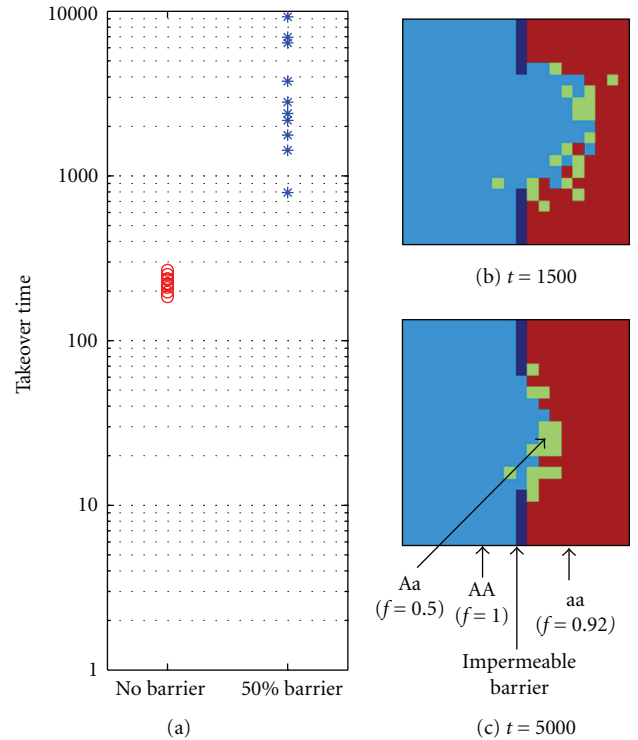 10000
1000
100
10
1
Takeover time
No barrier
50% barrier
(a)
(b) t = 1500
Aa
(f = 0.5)
AA
(f = 1)
aa
(f = 0.92)
Impermeable
barrier
(c) t = 5000